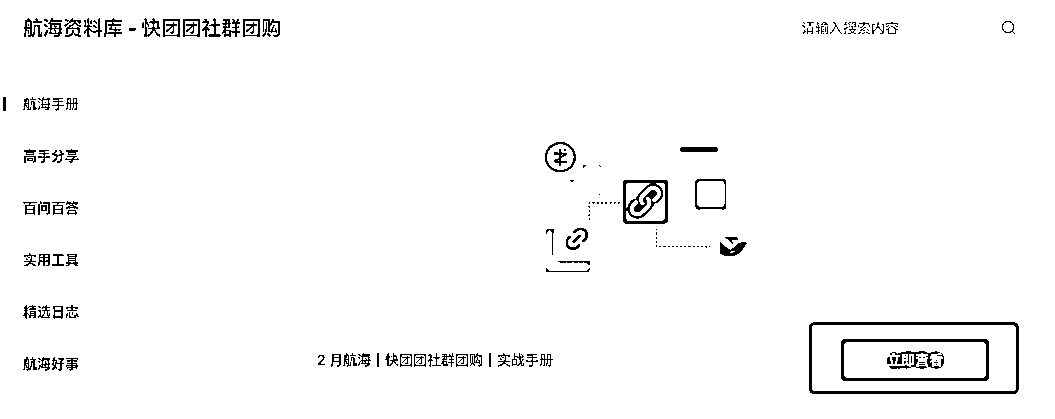 航海资料库 - 快团团社群团购
请输入搜索内容
航海手册
高手分享
百问百答
实用工具
精选日志
航海好事
2 月航海丨快团团社群团购丨实战手册
立即查看